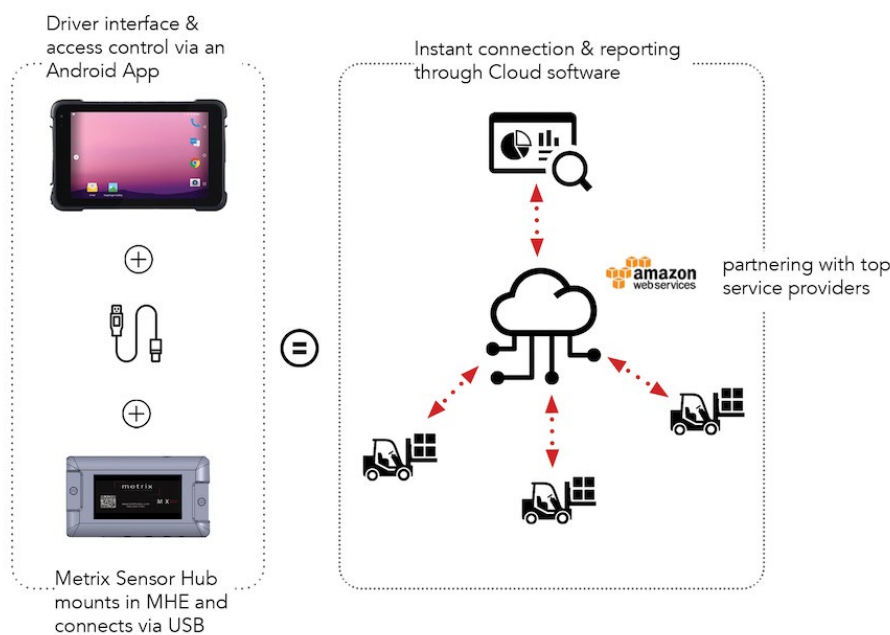 Driver interface &
access control via an
Android App
Metrix Sensor Hub
mounts in MHE and
connects via USB
Instant connection & reporting
through Cloud software
amazon
webservices
partnering with top
service providers
metrix